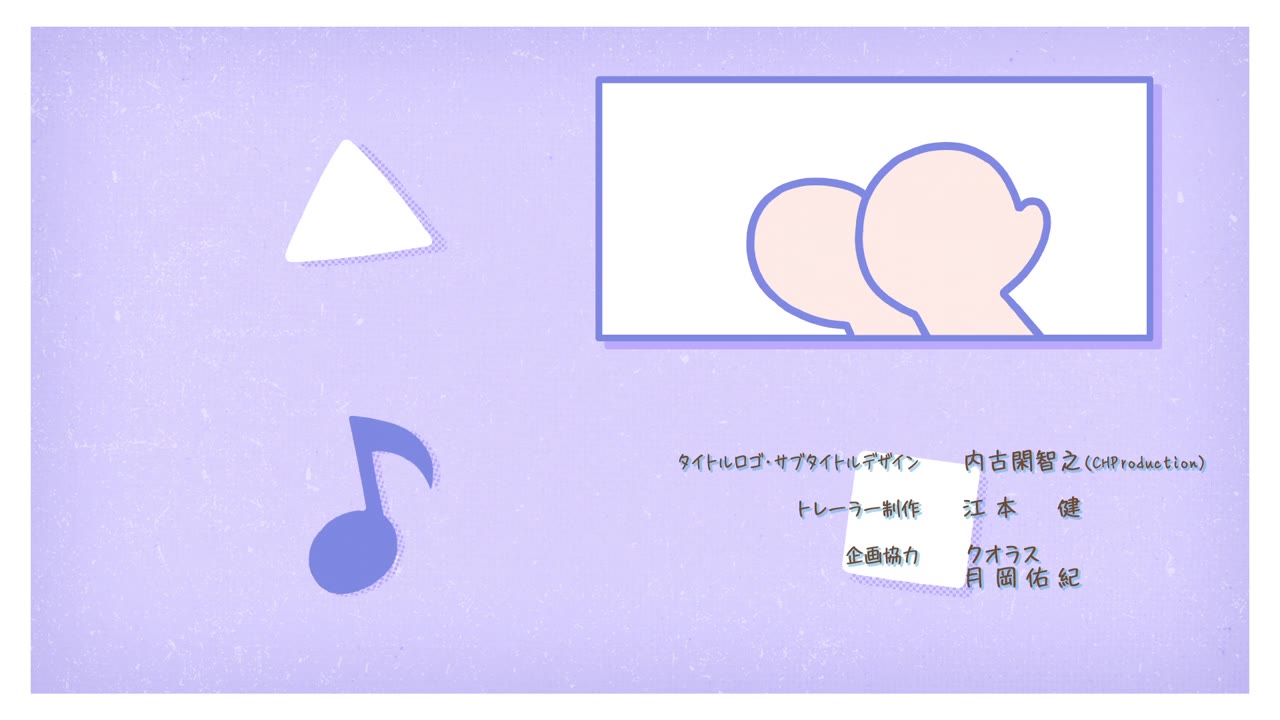 タイトルロゴ・サブタイトルデザイン 内古閑智之(CHProduction)
トレーラー制作 江本 健
企画協力 クオラス
月岡佑紀